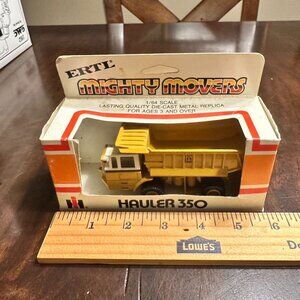 ERTL
MIGHTY MOVERS
1/64 SCALE
LASTING QUALITY DIE-CAST METAL REPLICA
FOR AGES 3 AND OVER
HAULER 350
1 2 3 4 5 6
LOWE'S